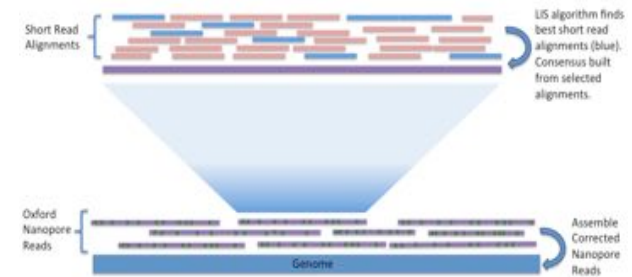 Short Read
Alignments
LIS algorithm finds
best short read
alignments (blue).
Consensus built
from selected
alignments.
Oxford
Nanopore
Reads
Genome
Assemble
Corrected
Nanopore
Reads